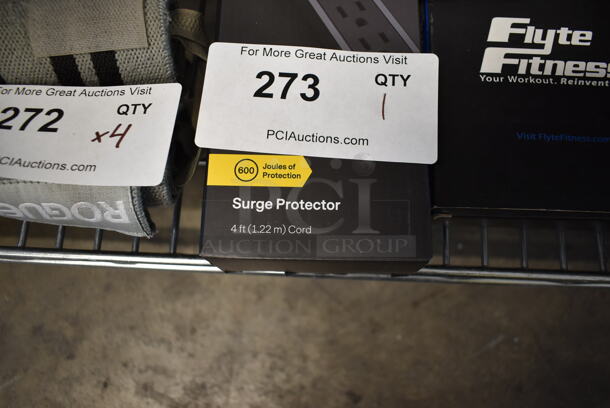 For More Great Auctions Visit
272
QTY
x4
CIAuctions.com
ROGUE
For More Great Auctions Visit
273
QTY
1
PCIAuctions.com
600
Joules of
Protection
Surge Protector
4 ft (1.22 m) Cord
PCI
AUCTION GROUP
Flyte
Fitness
Your Workout. Reinvent
Visit FlyteFitness.com